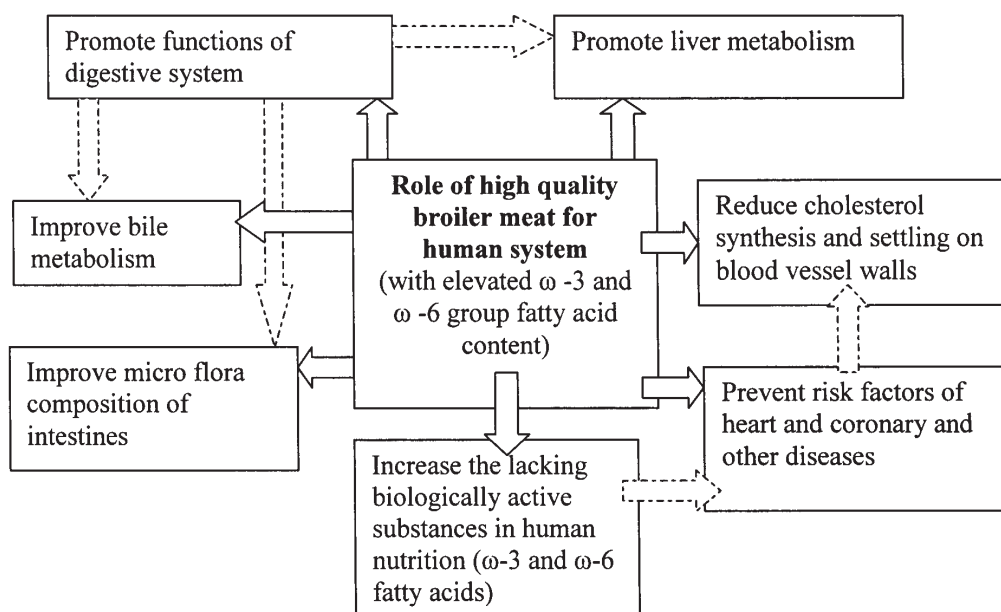 Promote functions of
digestive system
Promote liver metabolism
Role of high quality
broiler meat for
human system
(with elevated ω -3 and
ω -6 group fatty acid
content)
Improve bile
metabolism
Reduce cholesterol
synthesis and settling on
blood vessel walls
Improve micro flora
composition of
intestines
Prevent risk factors of
heart and coronary and
other diseases
Increase the lacking
biologically active
substances in human
nutrition (ω-3 and ω-6
fatty acids)